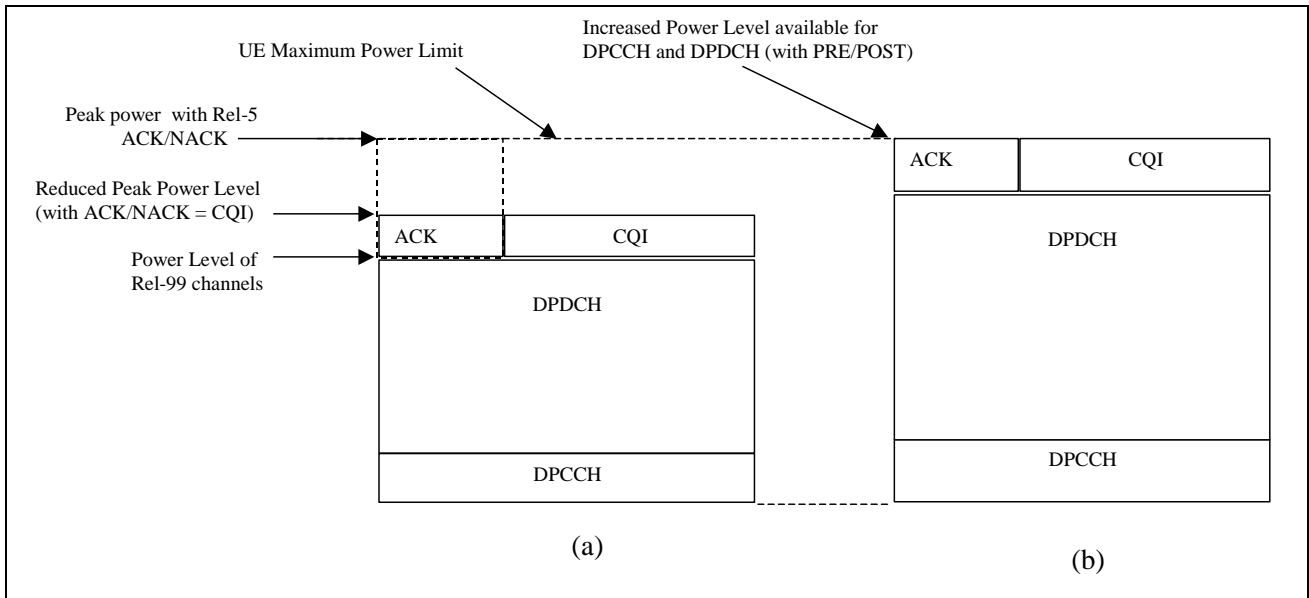 Increased Power Level available for
DPCCH and DPDCH (with PRE/POST)
UE Maximum Power Limit
Peak power with Rel-5
ACK/NACK
Reduced Peak Power Level
(with ACK/NACK = CQI)
Power Level of
Rel-99 channels
ACK
CQI
DPDCH
DPCCH
(a)
ACK
CQI
DPDCH
DPCCH
(b)